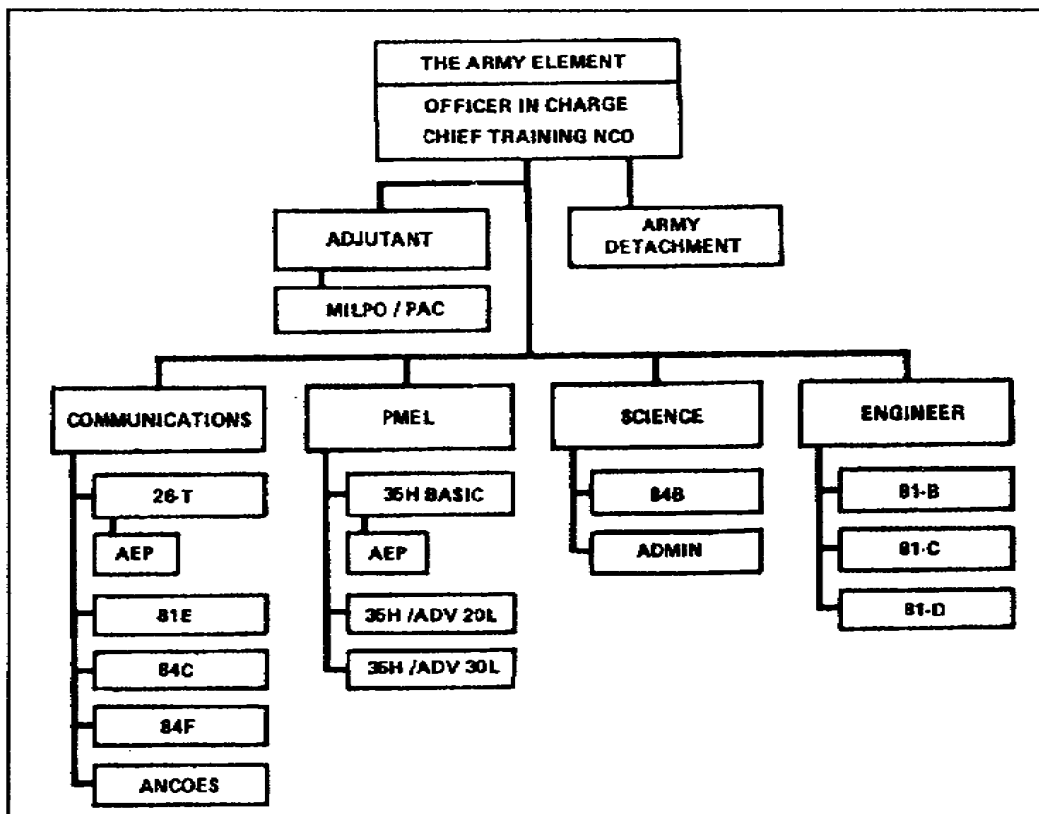 THE ARMY ELEMENT
OFFICER IN CHARGE
CHIEF TRAINING NCO
ADJUTANT
ARMY
DETACHMENT
MILPO / PAC
COMMUNICATIONS
26-T
AEP
81E
84C
84F
ANCOES
PMEL
35H BASIC
AEP
35H /ADV 20L
35H /ADV 30L
SCIENCE
84B
ADMIN
ENGINEER
81-B
81-C
81-D